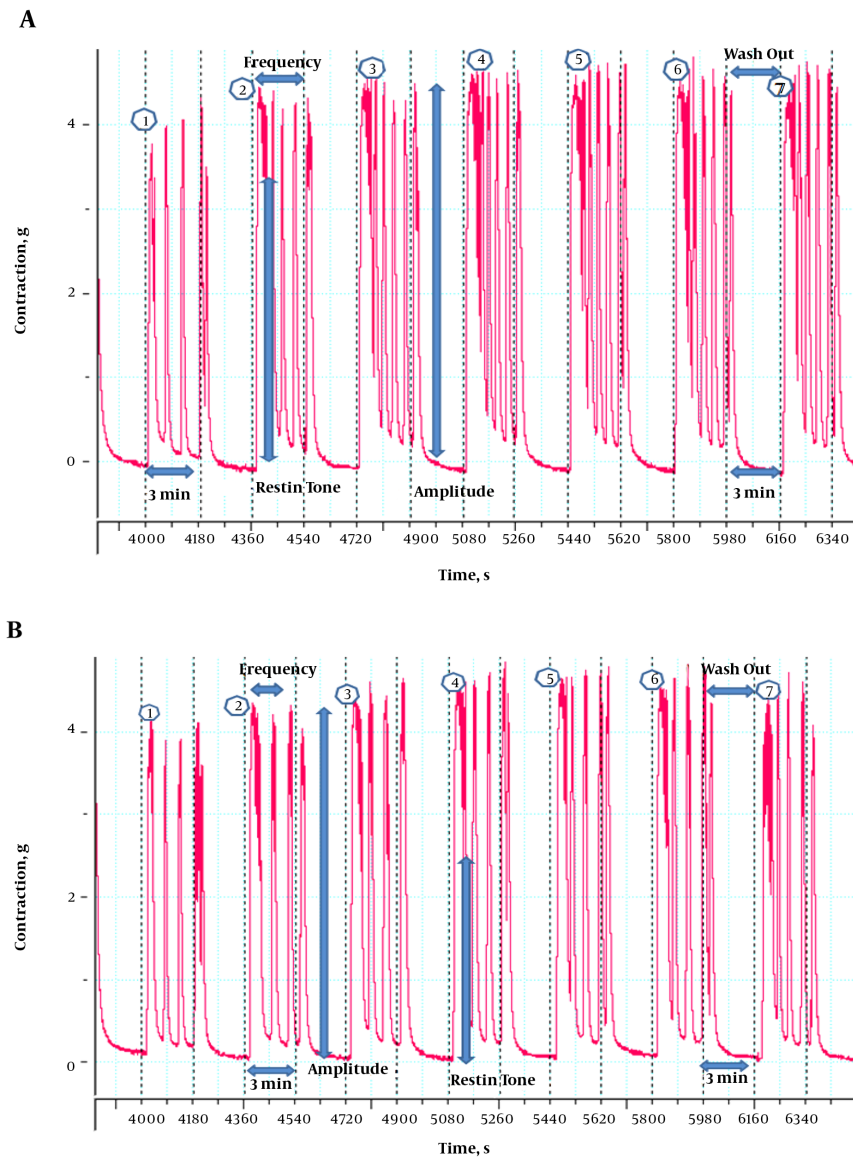 A
Frequency
Wash Out
1
2
3
4
5
6
7
4
2
0
Contraction, g
3 min
Restin Tone
Amplitude
3 min
4000 4180 4360 4540 4720 4900 5080 5260 5440 5620 5800 5980 6160 6340
Time, s
B
Erequency
Wash Out
1
2
3
4
5
6
7
4
2
0
Contraction, g
3 min
Amplitude
Restin Tone
3 min
4000 4180 4360 4540 4720 4900 5080 5260 5440 5620 5800 5980 6160 6340
Time, s